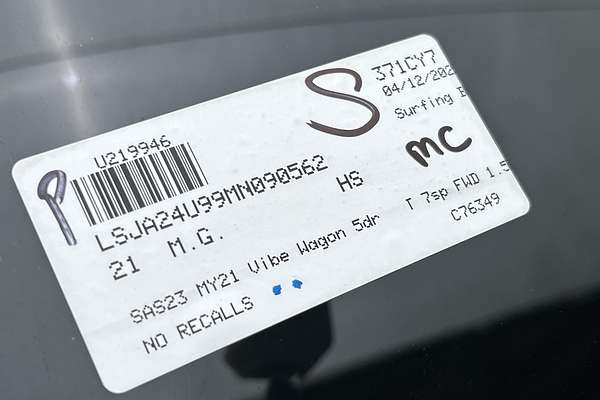 U219946
LSJA24U99MN090562
21 M.G. HS
SAS23 MY21 Vibe Wagon 5dr T 7sp FWD 1.5
NO RECALLS
C76349
371CY7
04/12/202
Surfing B
S
MC
P